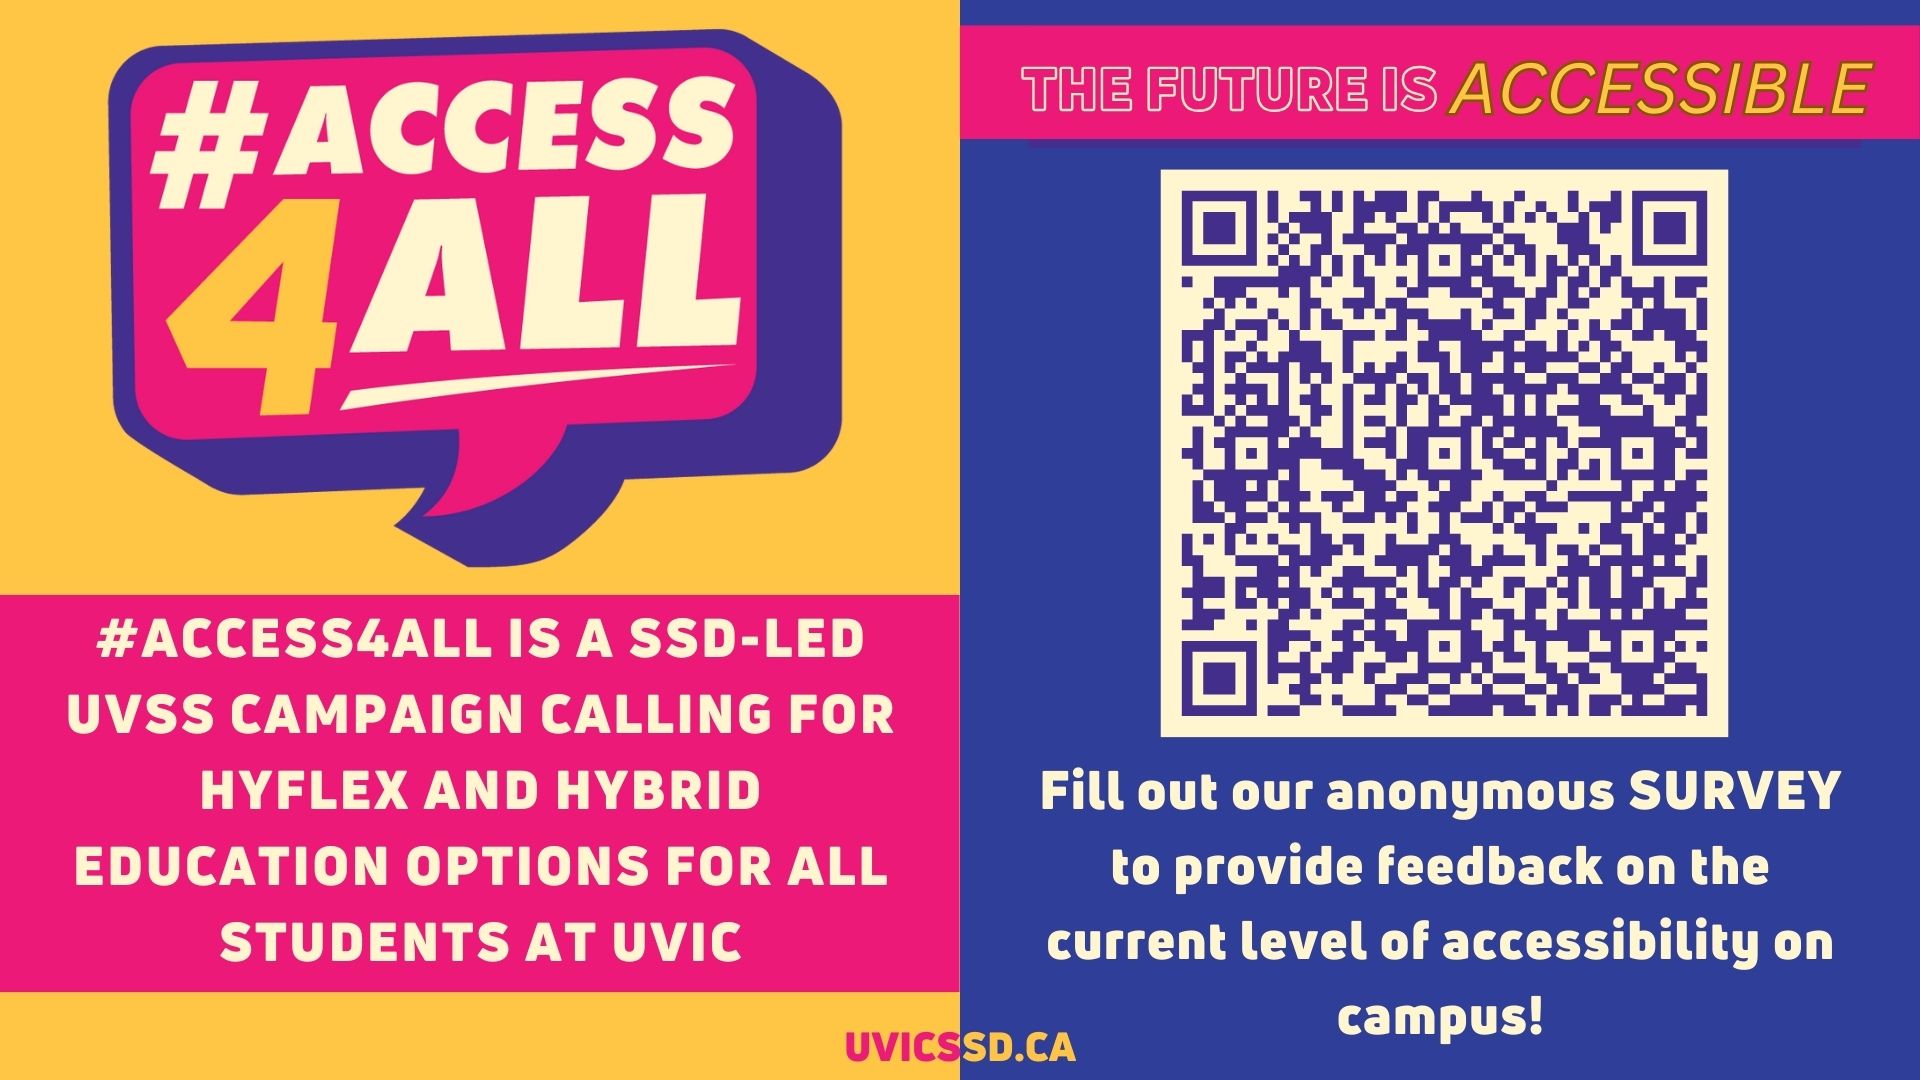 #ACCESS
4ALL
#ACCESS4ALL IS A SSD-LED
UVSS CAMPAIGN CALLING FOR
HYFLEX AND HYBRID
EDUCATION OPTIONS FOR ALL
STUDENTS AT UVIC
THE FUTURE IS ACCESSIBLE
Fill out our anonymous SURVEY
to provide feedback on the
current level of accessibility on
campus!
UVICSSD.CA